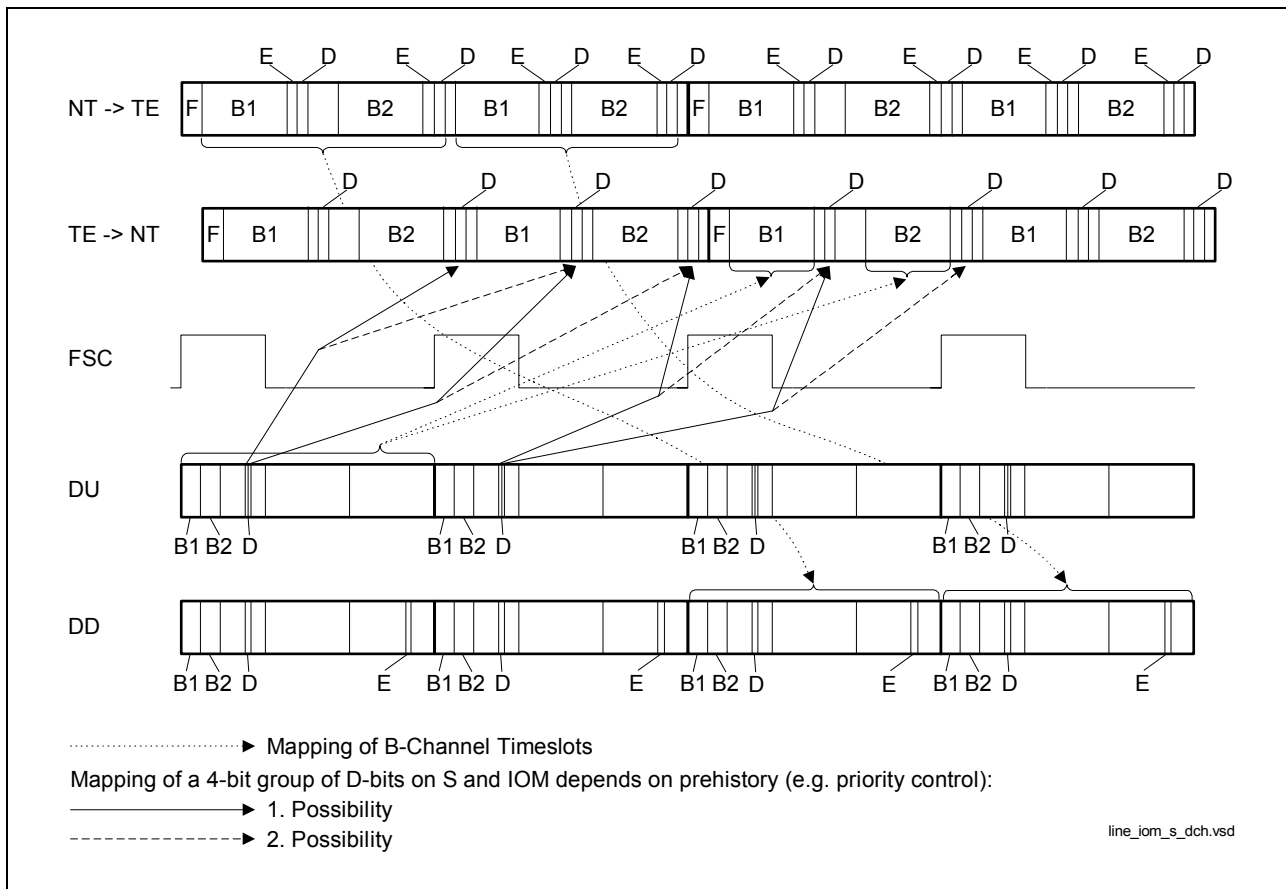 E D E D E D E D E D E D E D E D
NT -> TE F B1 B2 B1 B2 F B1 B2 B1 B2
D D D D D D D D
TE -> NT F B1 B2 B1 B2 F B1 B2 B1 B2
FSC
DU
B1 B2 D B1 B2 D B1 B2 D B1 B2 D
DD
B1 B2 D E B1 B2 D E B1 B2 D E B1 B2 D E
Mapping of B-Channel Timeslots
Mapping of a 4-bit group of D-bits on S and IOM depends on prehistory (e.g. priority control):
1. Possibility
2. Possibility
line_iom_s_dch.vsd